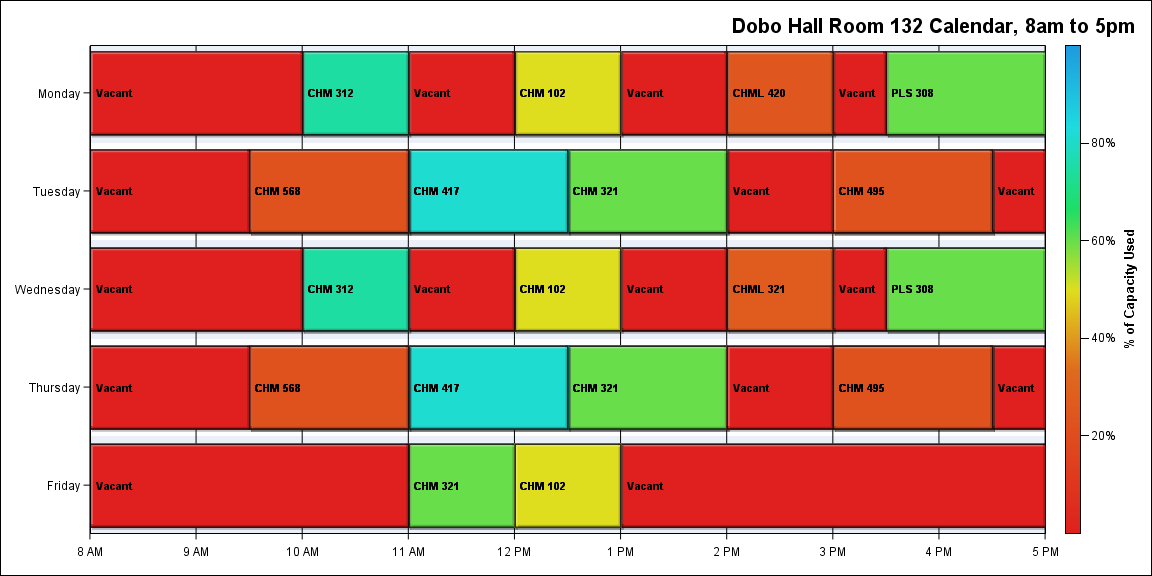 Dobo Hall Room 132 Calendar, 8am to 5pm
Monday
Vacant
CHM 312
Vacant
CHM 102
Vacant
CHML 420
Vacant
PLS 308
Tuesday
Vacant
CHM 568
CHM 417
CHM 321
Vacant
CHM 495
Vacant
Wednesday
Vacant
CHM 312
Vacant
CHM 102
Vacant
CHML 321
Vacant
PLS 308
Thursday
Vacant
CHM 568
CHM 417
CHM 321
Vacant
CHM 495
Vacant
Friday
Vacant
CHM 321
CHM 102
Vacant
8 AM
9 AM
10 AM
11 AM
12 PM
1 PM
2 PM
3 PM
4 PM
5 PM
80%
60%
40%
20%
% of Capacity Used